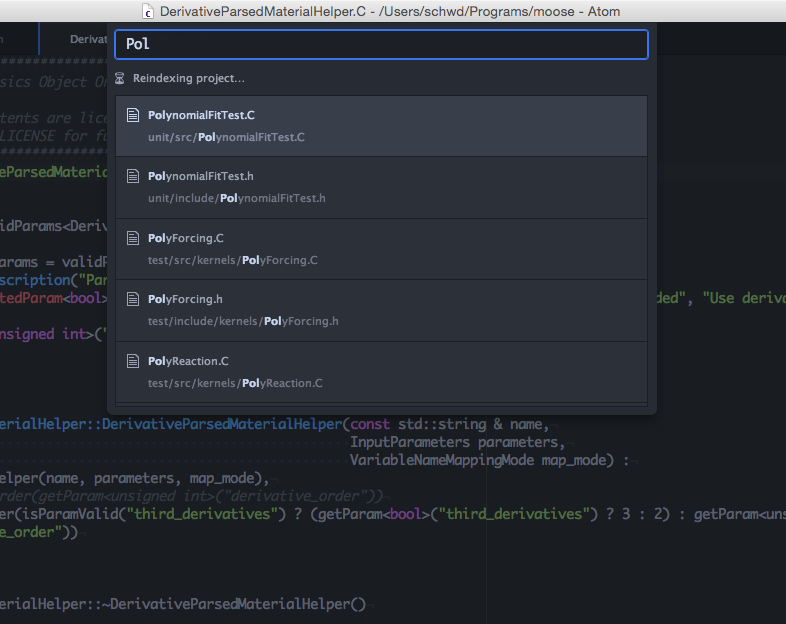 DerivativeParsedMaterialHelper.C - /Users/schwd/Programs/moose - Atom
Derivat
Pol
Reindexing project...
PolynomialFitTest.C
unit/src/PolynomialFitTest.C
PolynomialFitTest.h
unit/include/PolynomialFitTest.h
PolyForcing.C
test/src/kernels/PolyForcing.C
PolyForcing.h
test/include/kernels/PolyForcing.h
PolyReaction.C
test/src/kernels/PolyReaction.C
################
sics Object Or
tents are lice
LICENSE for fu
################
eParsedMateria
idParams<Deriv
arams = validP
scription("Par
tedParam<bool> ded", "Use deriva
nsigned int>("
erialHelper::DerivativeParsedMaterialHelper(const std::string & name,
InputParameters parameters,
VariableNameMappingMode map_mode) :
elper(name, parameters, map_mode),
rder(getParam<unsigned int>("derivative_order"))
er(isParamValid("third_derivatives") ? (getParam<bool>("third_derivatives") ? 3 : 2) : getParam<uns
e_order"))
erialHelper::~DerivativeParsedMaterialHelper()